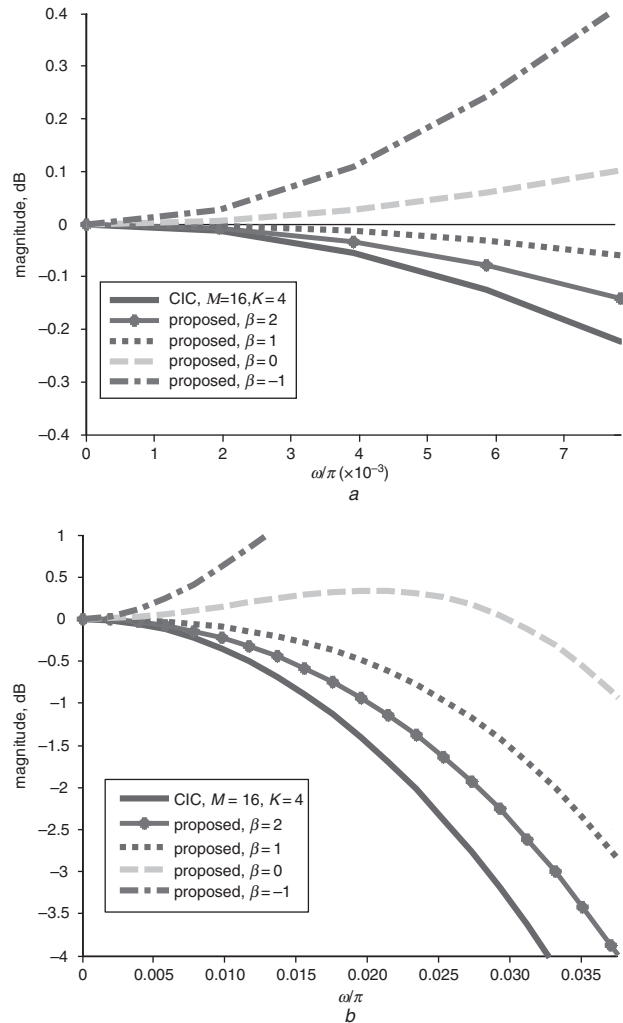 0.4
0.3
0.2
0.1
0
–0.1
–0.2
–0.3
–0.4
magnitude, dB
CIC, M=16,K=4
proposed, β=2
proposed, β=1
proposed, β=0
proposed, β=–1
0 1 2 3 4 5 6 7
ω/π (×10⁻³)
a
1
0.5
0
–0.5
–1
–1.5
–2
–2.5
–3
–3.5
–4
magnitude, dB
CIC, M= 16, K=4
proposed, β=2
proposed, β=1
proposed, β=0
proposed, β=–1
0 0.005 0.010 0.015 0.020 0.025 0.030 0.035
ω/π
b